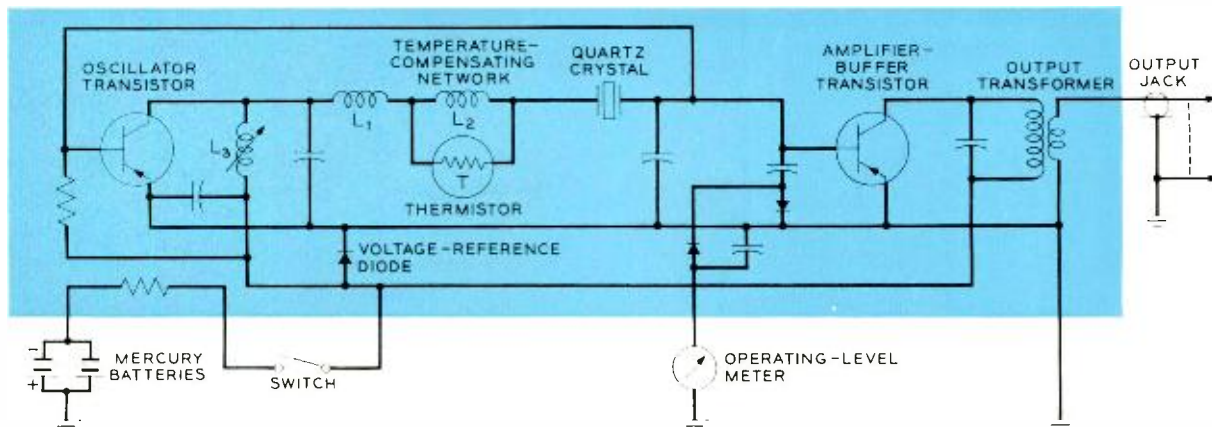 OSCILLATOR
TRANSISTOR
TEMPERATURE-
COMPENSATING
NETWORK
QUARTZ
CRYSTAL
AMPLIFIER-
BUFFER
TRANSISTOR
OUTPUT
TRANSFORMER
OUTPUT
JACK
L1
L2
L3
T
THERMISTOR
VOLTAGE-REFERENCE
DIODE
-
+
MERCURY
BATTERIES
SWITCH
OPERATING-LEVEL
METER